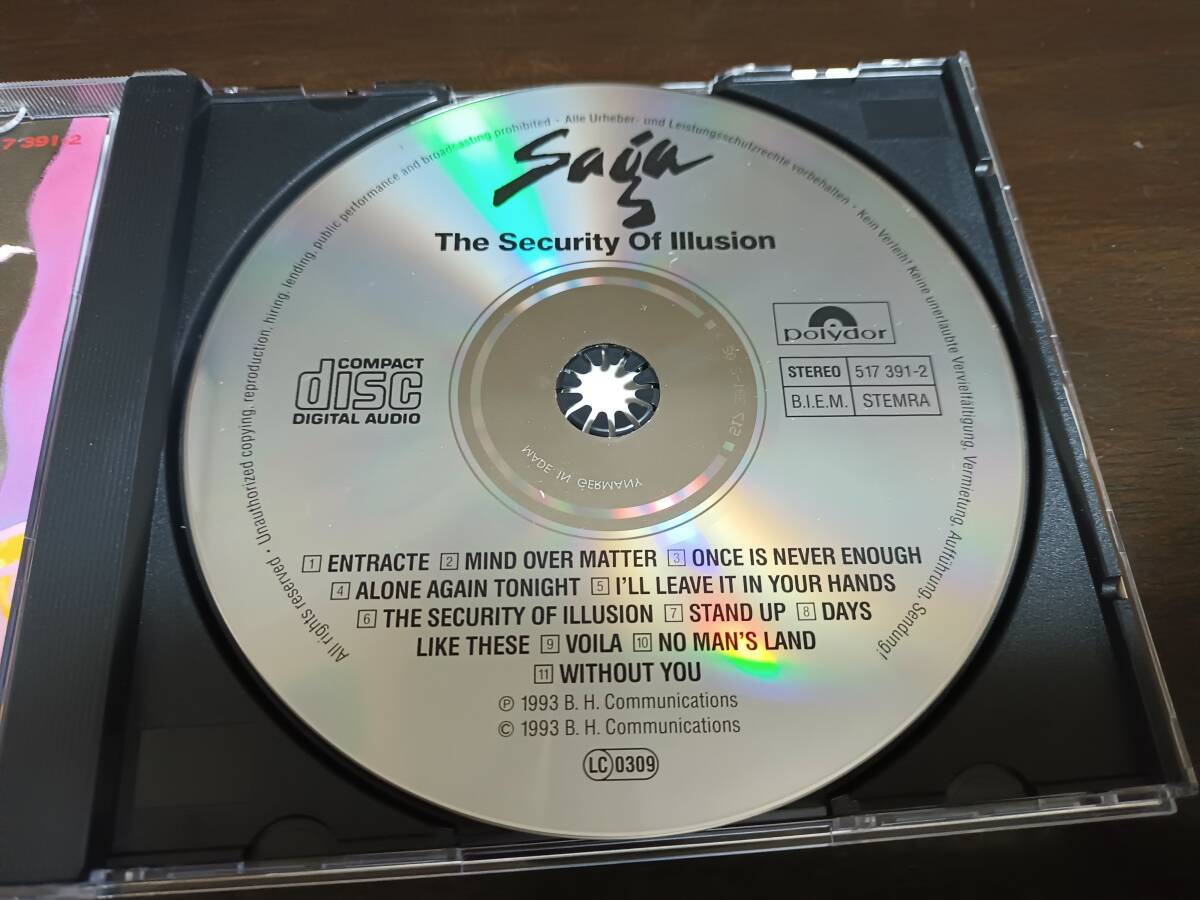 7 391-2
All rights reserved · Unauthorized copying, reproduction, hiring, lending, public performance and broadcasting prohibited · Alle Urheber- und Leistungsschutzrechte vorbehalten · Kein Verleih! Keine unerlaubte Vervielfältigung, Vermietung, Aufführung, Sendung!
Saga
The Security Of Illusion
COMPACT
disc
DIGITAL AUDIO
polydor
STEREO 517 391-2
B.I.E.M. STEMRA
MADE IN GERMANY
1 ENTRACTE 2 MIND OVER MATTER 3 ONCE IS NEVER ENOUGH
4 ALONE AGAIN TONIGHT 5 I'LL LEAVE IT IN YOUR HANDS
6 THE SECURITY OF ILLUSION 7 STAND UP 8 DAYS
LIKE THESE 9 VOILA 10 NO MAN'S LAND
11 WITHOUT YOU
℗ 1993 B. H. Communications
© 1993 B. H. Communications
LC 0309